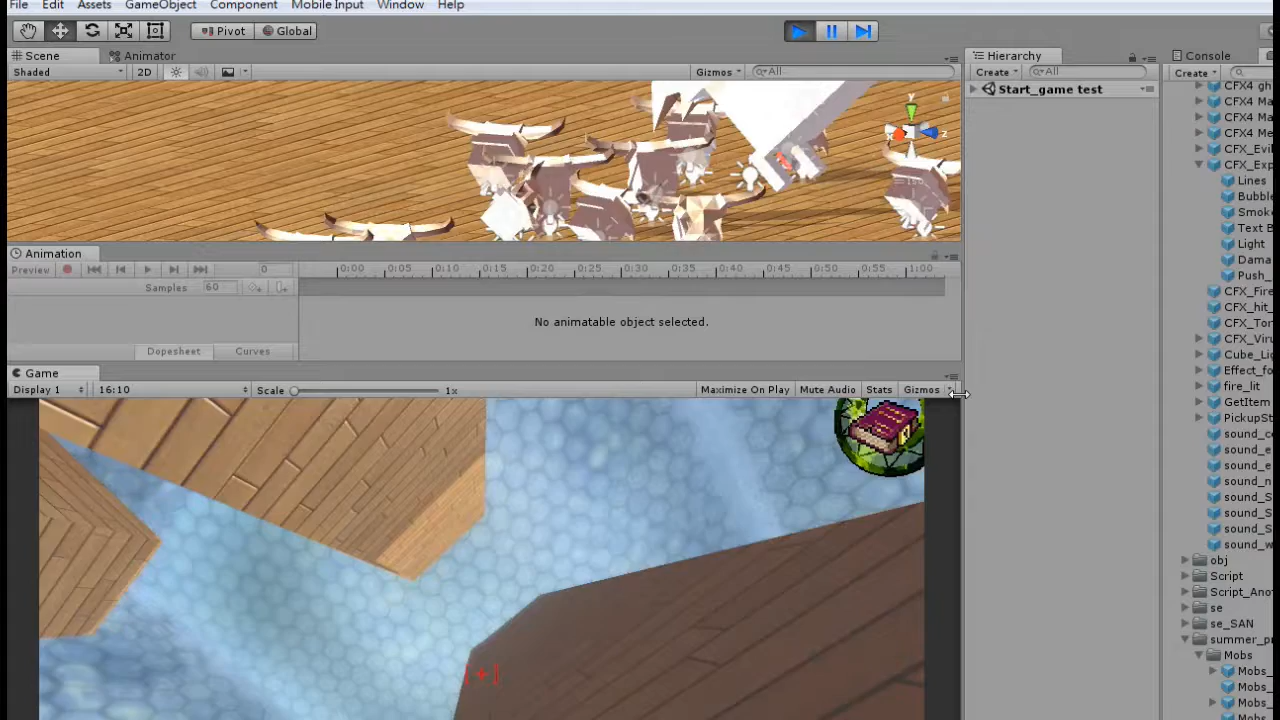 File Edit Assets GameObject Component Mobile Input Window Help
Pivot Global
Scene Animator
Shaded 2D Gizmos All
Hierarchy
Create All
Start_game test
Console
Create
CFX4 gh
CFX4 Ma
CFX4 Ma
CFX4 Me
CFX_Evil
CFX_Exp
Lines
Bubble
Smoke
Text B
Light
Dama
Push_
CFX_Fire
CFX_hit_
CFX_Tor
CFX_Viru
Cube_Lig
Effect_fo
fire_lit
GetItem
PickupSt
sound_ce
sound_e
sound_e
sound_n
sound_S
sound_S
sound_S
sound_w
obj
Script
Script_Anot
se
se_SAN
summer_pr
Mobs
Mobs_
Mobs_
Mobs_
y
x
z
Animation
Preview 0 0:00 0:05 0:10 0:15 0:20 0:25 0:30 0:35 0:40 0:45 0:50 0:55 1:00
Samples 60
No animatable object selected.
Dopesheet Curves
Game
Display 1 16:10 Scale 1x Maximize On Play Mute Audio Stats Gizmos